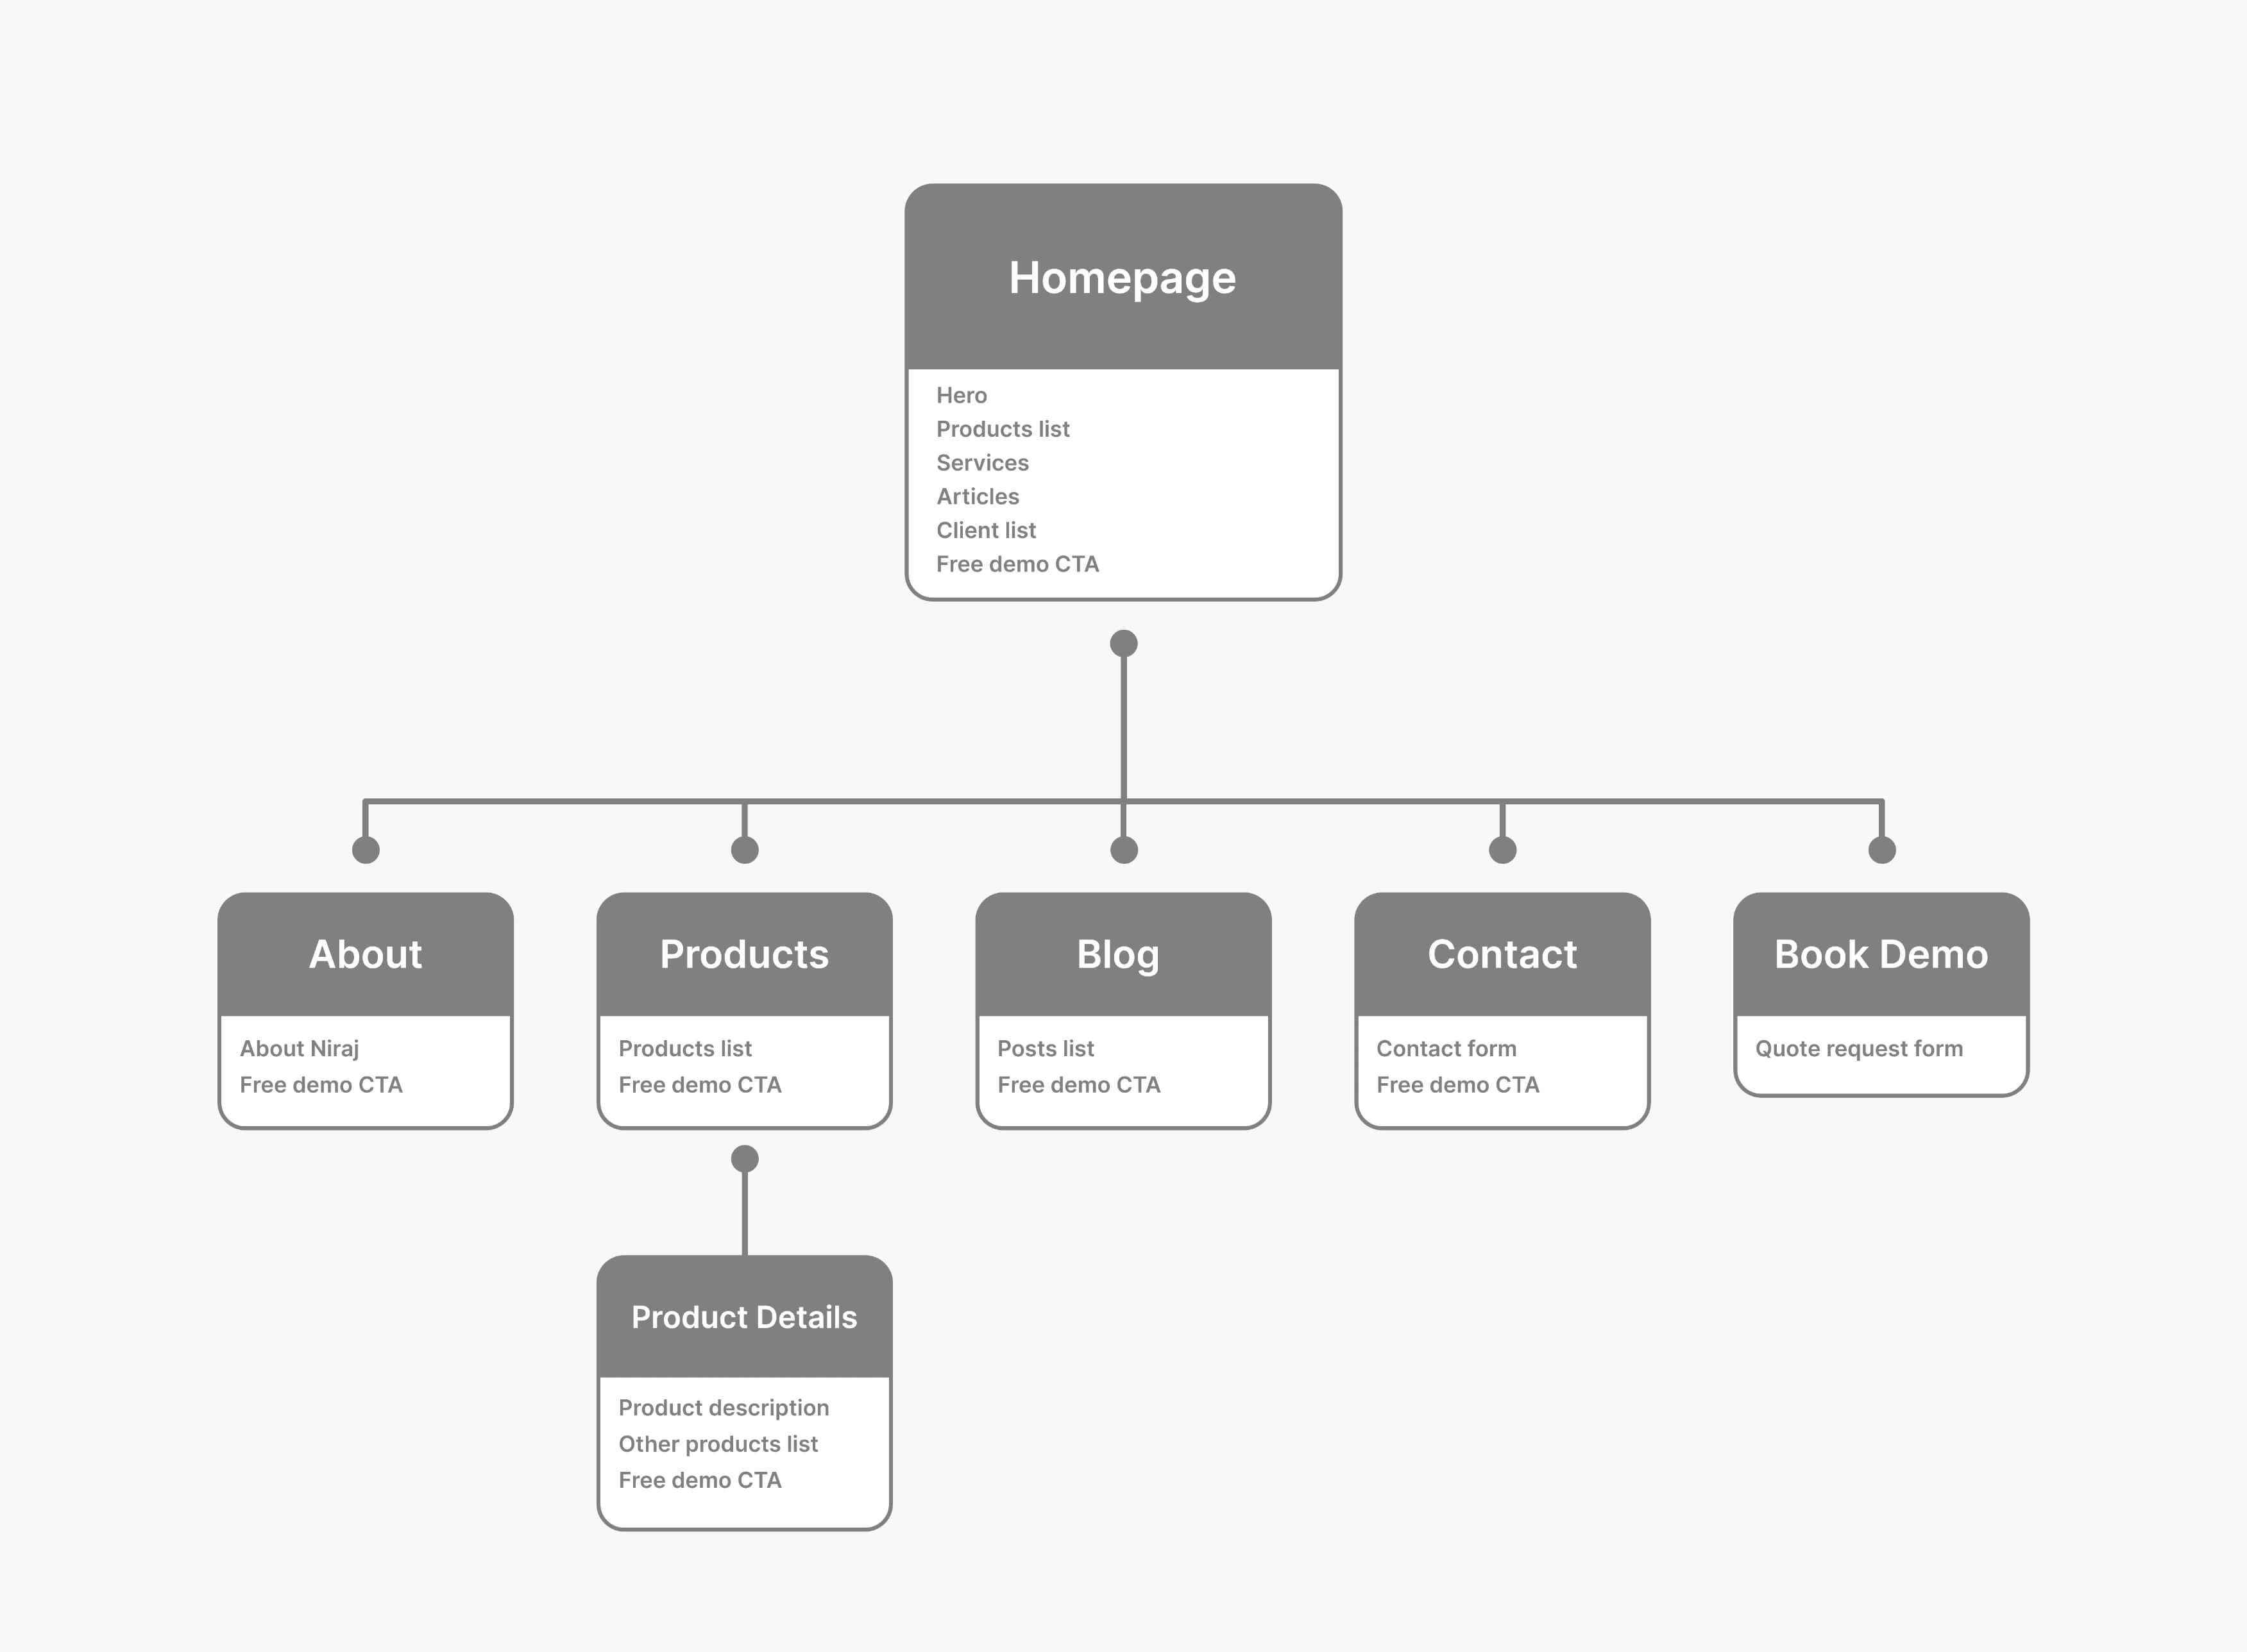 Homepage
Hero
Products list
Services
Articles
Client list
Free demo CTA
About
About Niraj
Free demo CTA
Products
Products list
Free demo CTA
Blog
Posts list
Free demo CTA
Contact
Contact form
Free demo CTA
Book Demo
Quote request form
Product Details
Product description
Other products list
Free demo CTA